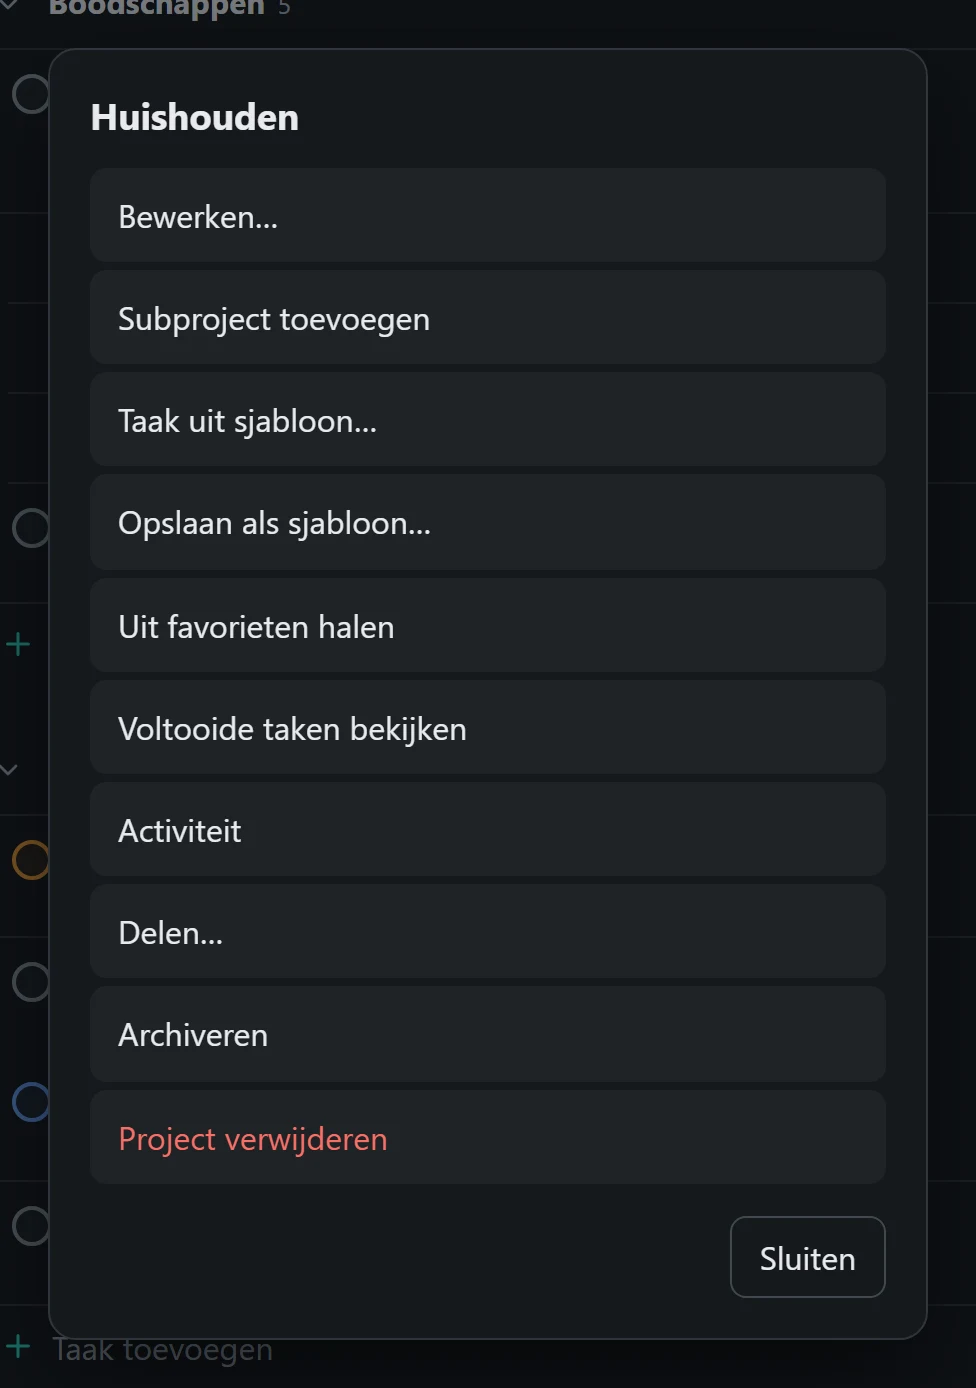 Boodschappen 5
Huishouden
Bewerken...
Subproject toevoegen
Taak uit sjabloon...
Opslaan als sjabloon...
Uit favorieten halen
Voltooide taken bekijken
Activiteit
Delen...
Archiveren
Project verwijderen
Sluiten
Taak toevoegen